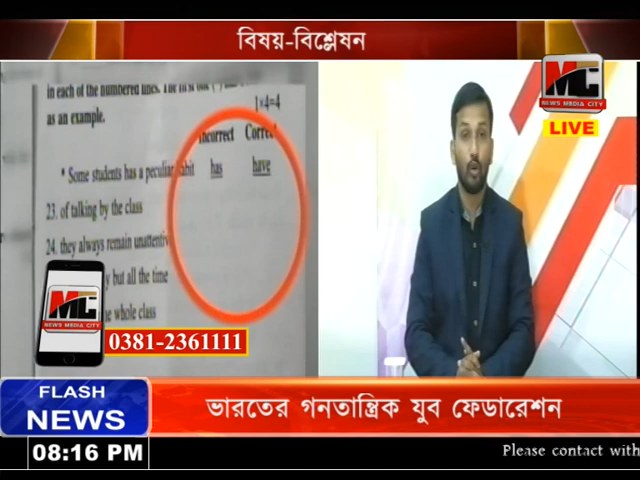 বিষয়-বিশ্লেষন
MC
NEWS MEDIA CITY
LIVE
in each of the numbered lines. The first one
as an example.
1×4=4
Incorrect Correct
* Some students has a peculiar habit has have
23. of talking by the class
24. they always remain unattentiv
y but all the time
he whole class
MC
NEWS MEDIA CITY
0381-2361111
FLASH
NEWS
ভারতের গনতান্ত্রিক যুব ফেডারেশন
08:16 PM
Please contact with